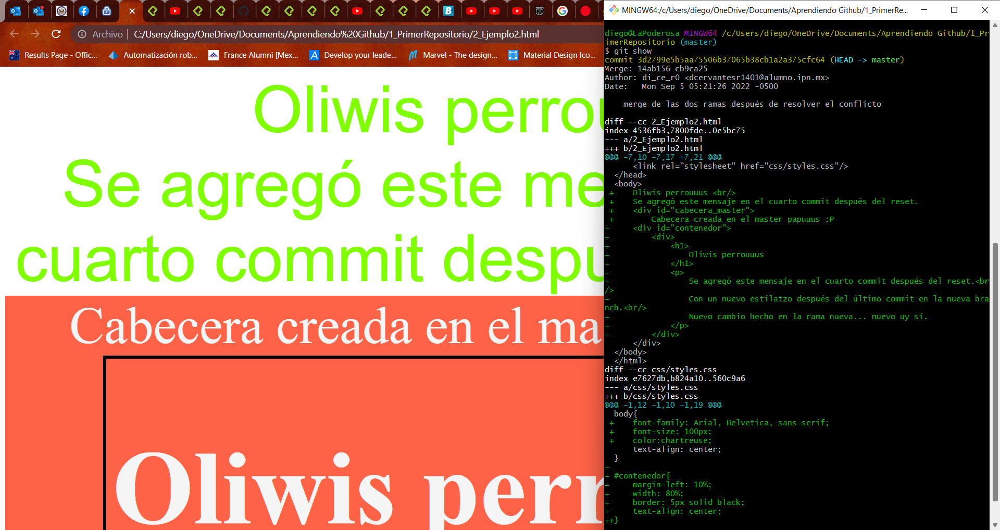 Archivo | C:/Users/diego/OneDrive/Documents/Aprendiendo%20Github/1_PrimerRepositorio/2_Ejemplo2.html
Results Page - Offic...
Automatización rob...
France Alumni [Mex...
Develop your leade...
Marvel - The design...
Material Design Ico...
Oliwis perrou
Se agregó este me
cuarto commit despu
Cabecera creada en el ma
Oliwis perr
MINGW64:/c/Users/diego/OneDrive/Documents/Aprendiendo Github/1_PrimerRe...
diego@LaPoderosa MINGW64 /c/Users/diego/OneDrive/Documents/Aprendiendo Github/1_Pr
imerRepositorio (master)
$ git show
commit 3d2799e5b5aa75506b37065b38cb1a2a375cfc64 (HEAD -> master)
Merge: 14ab156 cb9ca25
Author: di_ce_r0 <dcervantesr1401@alumno.ipn.mx>
Date:   Mon Sep 5 05:21:26 2022 -0500
    merge de las dos ramas después de resolver el conflicto
diff --cc 2_Ejemplo2.html
index 4536fb3,7800fde..0e5bc75
--- a/2_Ejemplo2.html
+++ b/2_Ejemplo2.html
@@@ -7,10 -7,17 +7,21 @@@
      <link rel="stylesheet" href="css/styles.css"/>
  </head>
  <body>
 +    Oliwis perrouuus <br/>
 +    Se agregó este mensaje en el cuarto commit después del reset.
 +    <div id="cabecera_master">
 +        Cabecera creada en el master papuuus :P
+     <div id="contenedor">
+         <div>
+             <h1>
+                 Oliwis perrouuus
+             </h1>
+             <p>
+                 Se agregó este mensaje en el cuarto commit después del reset.<br
/>
+                 Con un nuevo estilatzo después del último commit en la nueva bra
nch.<br/>
+                 Nuevo cambio hecho en la rama nueva... nuevo uy si.
+             </p>
+         </div>
      </div>
  </body>
  </html>
diff --cc css/styles.css
index e7627db,b824a10..560c9a6
--- a/css/styles.css
+++ b/css/styles.css
@@@ -1,12 -1,10 +1,19 @@@
  body{
 +    font-family: Arial, Helvetica, sans-serif;
 +    font-size: 100px;
 +    color:chartreuse;
      text-align: center;
  }
+
+ #contenedor{
+     margin-left: 10%;
+     width: 80%;
+     border: 5px solid black;
+     text-align: center;
++}